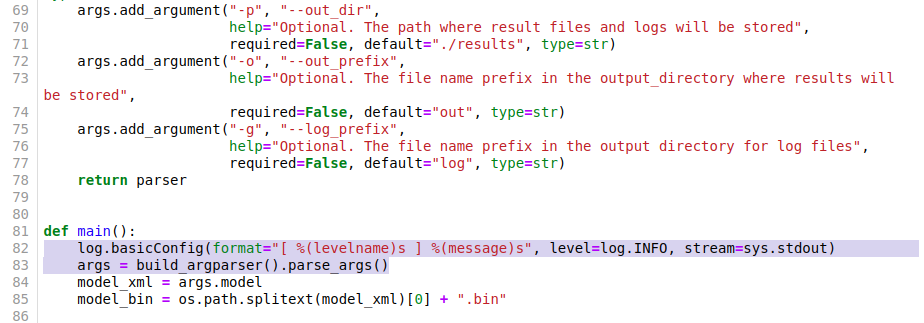 69 args.add_argument("-p", "--out_dir",
70 help="Optional. The path where result files and logs will be stored",
71 required=False, default="./results", type=str)
72 args.add_argument("-o", "--out_prefix",
73 help="Optional. The file name prefix in the output_directory where results will
be stored",
74 required=False, default="out", type=str)
75 args.add_argument("-g", "--log_prefix",
76 help="Optional. The file name prefix in the output directory for log files",
77 required=False, default="log", type=str)
78 return parser
79
80
81 def main():
82 log.basicConfig(format="[ %(levelname)s ] %(message)s", level=log.INFO, stream=sys.stdout)
83 args = build_argparser().parse_args()
84 model_xml = args.model
85 model_bin = os.path.splitext(model_xml)[0] + ".bin"
86